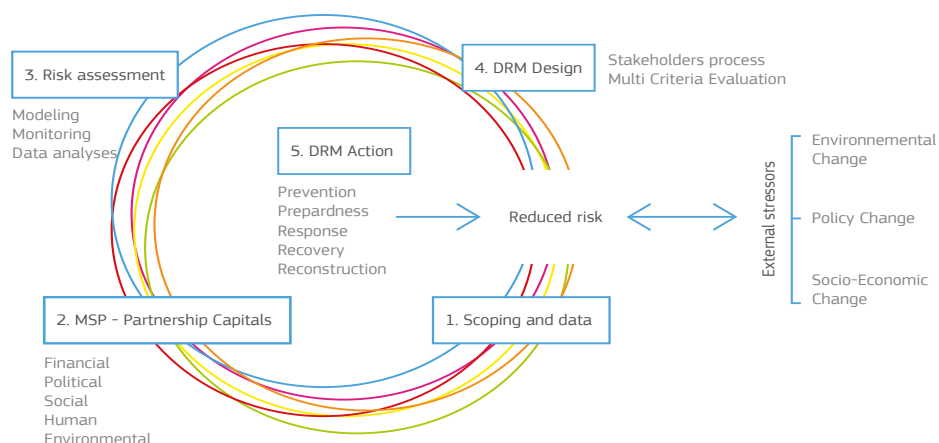 3. Risk assessment
Modeling
Monitoring
Data analyses
4. DRM Design
Stakeholders process
Multi Criteria Evaluation
5. DRM Action
Prevention
Prepardness
Response
Recovery
Reconstruction
Reduced risk
External stressors
Environnemental
Change
Policy Change
Socio-Economic
Change
2. MSP - Partnership Capitals
Financial
Political
Social
Human
Environmental
1. Scoping and data